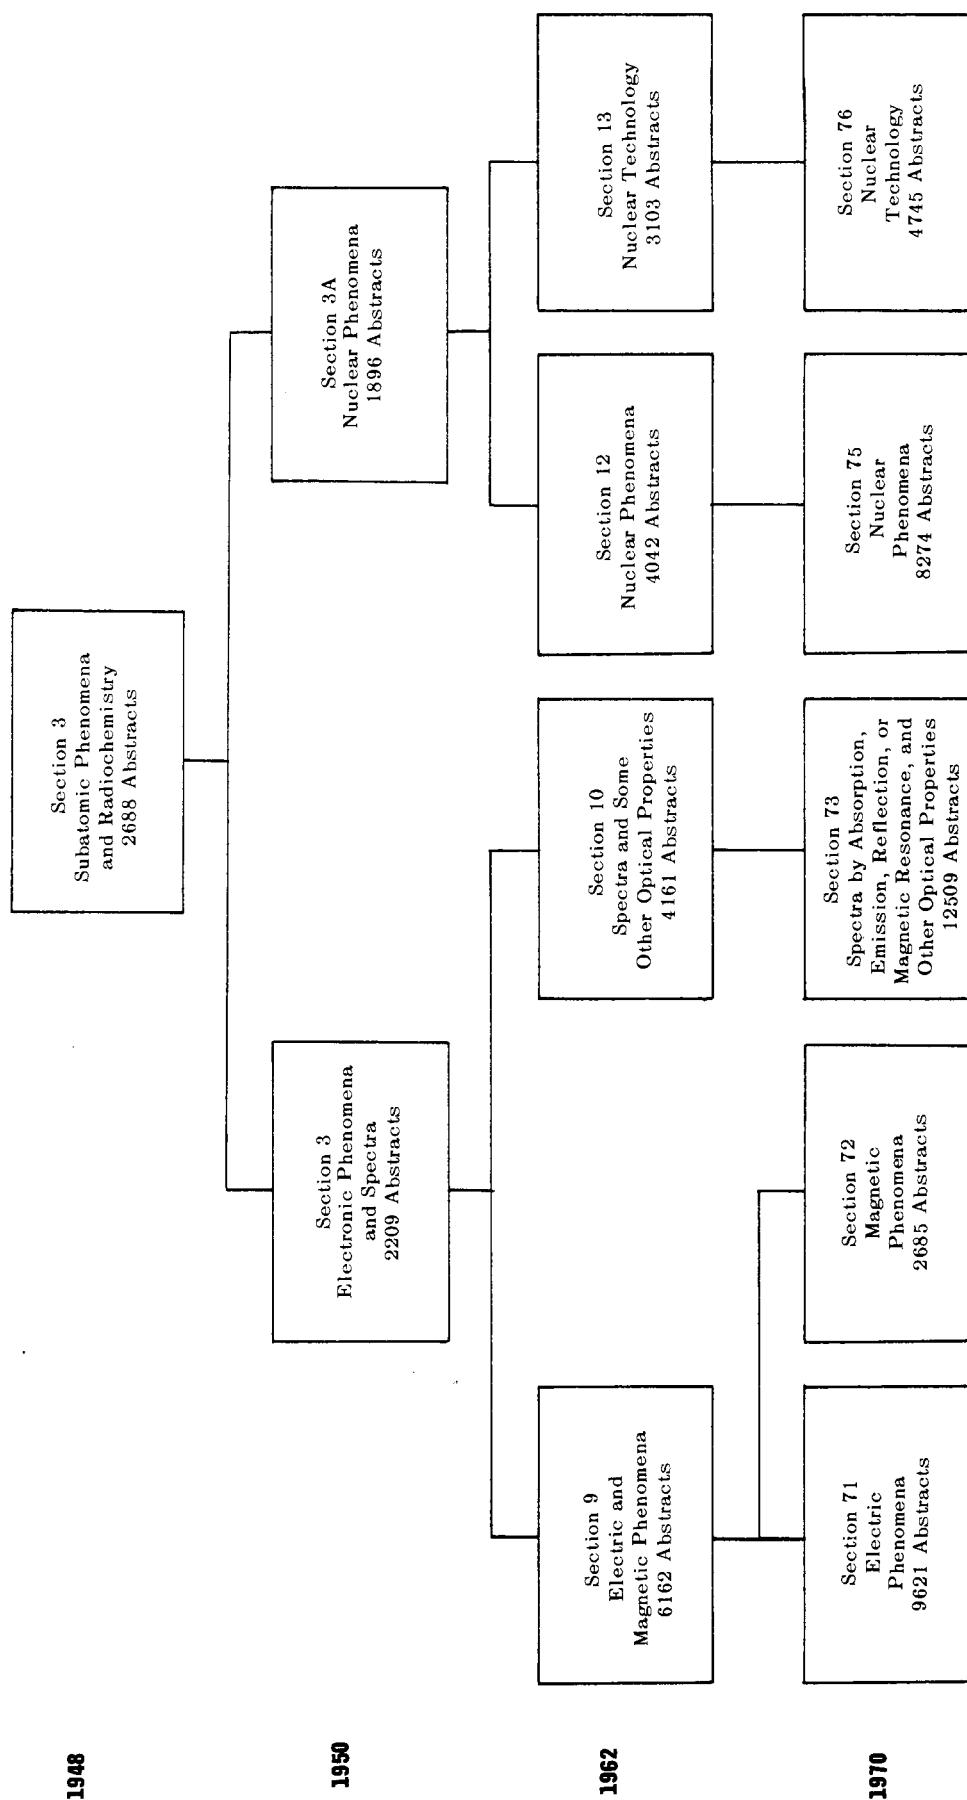 1948
Section 3
Subatomic Phenomena
and Radiochemistry
2688 Abstracts
1950
Section 3
Electronic Phenomena
and Spectra
2209 Abstracts
Section 3A
Nuclear Phenomena
1896 Abstracts
1962
Section 9
Electric and
Magnetic Phenomena
6162 Abstracts
Section 10
Spectra and Some
Other Optical Properties
4161 Abstracts
Section 12
Nuclear Phenomena
4042 Abstracts
Section 13
Nuclear Technology
3103 Abstracts
1970
Section 71
Electric
Phenomena
9621 Abstracts
Section 72
Magnetic
Phenomena
2685 Abstracts
Section 73
Spectra by Absorption,
Emission, Reflection, or
Magnetic Resonance, and
Other Optical Properties
12509 Abstracts
Section 75
Nuclear
Phenomena
8274 Abstracts
Section 76
Nuclear
Technology
4745 Abstracts